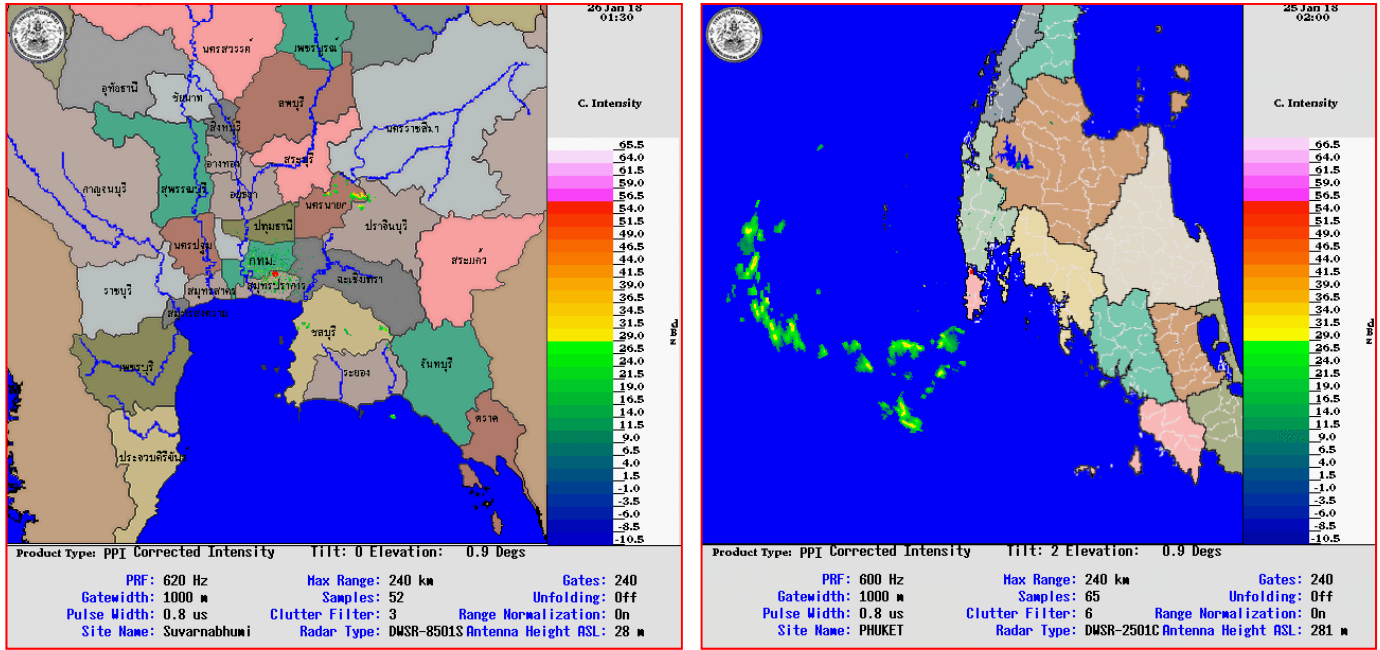 26 Jan 18
01:30
C. Intensity
65.5
64.0
61.5
59.0
56.5
54.0
51.5
49.0
46.5
44.0
41.5
39.0
36.5
34.0
31.5
29.0
26.5
24.0
21.5
19.0
16.5
14.0
11.5
9.0
6.5
4.0
1.5
-1.0
-3.5
-6.0
-8.5
-10.5
นครสวรรค์
เพชรบูรณ์
อุทัยธานี
ชัยนาท
ลพบุรี
สิงหบุรี
นครราชสีมา
อ่างทอง
สระบุรี
กาญจนบุรี
สุพรรณบุรี
อยุธยา
นครนายก
ปราจีนบุรี
ปทุมธานี
นครปฐม
กทม.
สระแก้ว
ฉะเชิงเทรา
ราชบุรี
สมุทรสาคร
สมุทรปราการ
สมุทรสงคราม
ชลบุรี
เพชรบุรี
ระยอง
จันทบุรี
ตราด
ประจวบคีรีขันธ์
Product Type: PPI Corrected Intensity Tilt: 0 Elevation: 0.9 Degs
PRF: 620 Hz Max Range: 240 km Gates: 240
Gatewidth: 1000 m Samples: 52 Unfolding: Off
Pulse Width: 0.8 us Clutter Filter: 3 Range Normalization: On
Site Name: Suvarnabhumi Radar Type: DWSR-8501S Antenna Height ASL: 28 m
25 Jan 18
02:00
C. Intensity
66.5
64.0
61.5
59.0
56.5
54.0
51.5
49.0
46.5
44.0
41.5
39.0
36.5
34.0
31.5
29.0
26.5
24.0
21.5
19.0
16.5
14.0
11.5
9.0
6.5
4.0
1.5
-1.0
-3.5
-6.0
-8.5
-10.5
Product Type: PPI Corrected Intensity Tilt: 2 Elevation: 0.9 Degs
PRF: 600 Hz Max Range: 240 km Gates: 240
Gatewidth: 1000 m Samples: 65 Unfolding: Off
Pulse Width: 0.8 us Clutter Filter: 6 Range Normalization: On
Site Name: PHUKET Radar Type: DWSR-2501C Antenna Height ASL: 281 m